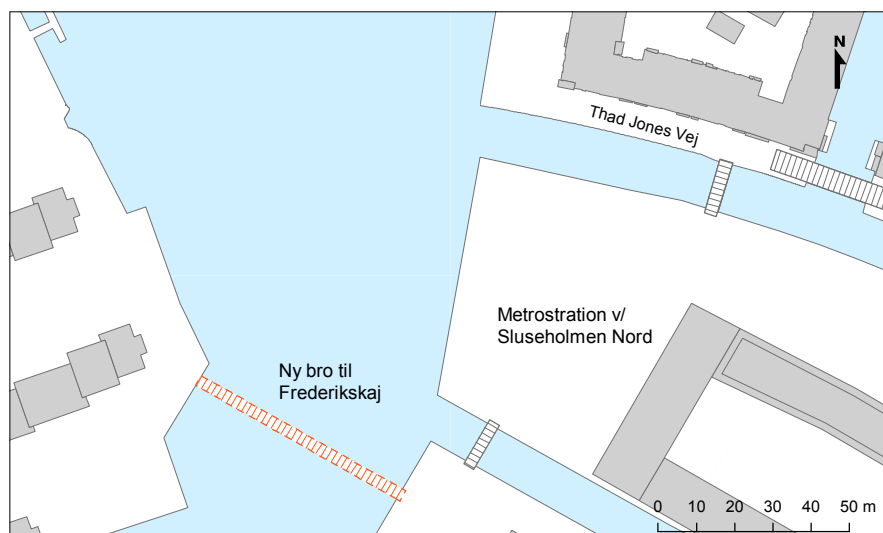 N
Thad Jones Vej
Metrostration v/
Sluseholmen Nord
Ny bro til
Frederikskaj
0 10 20 30 40 50 m